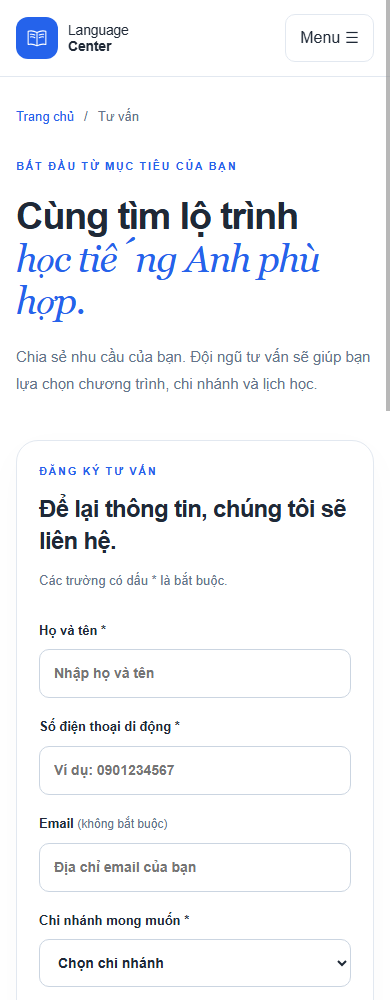 Language
Center
Menu ☰
Trang chủ / Tư vấn
BẮT ĐẦU TỪ MỤC TIÊU CỦA BẠN
Cùng tìm lộ trình
học tiếng Anh phù
hợp.
Chia sẻ nhu cầu của bạn. Đội ngũ tư vấn sẽ giúp bạn
lựa chọn chương trình, chi nhánh và lịch học.
ĐĂNG KÝ TƯ VẤN
Để lại thông tin, chúng tôi sẽ
liên hệ.
Các trường có dấu * là bắt buộc.
Họ và tên *
Nhập họ và tên
Số điện thoại di động *
Ví dụ: 0901234567
Email (không bắt buộc)
Địa chỉ email của bạn
Chi nhánh mong muốn *
Chọn chi nhánh